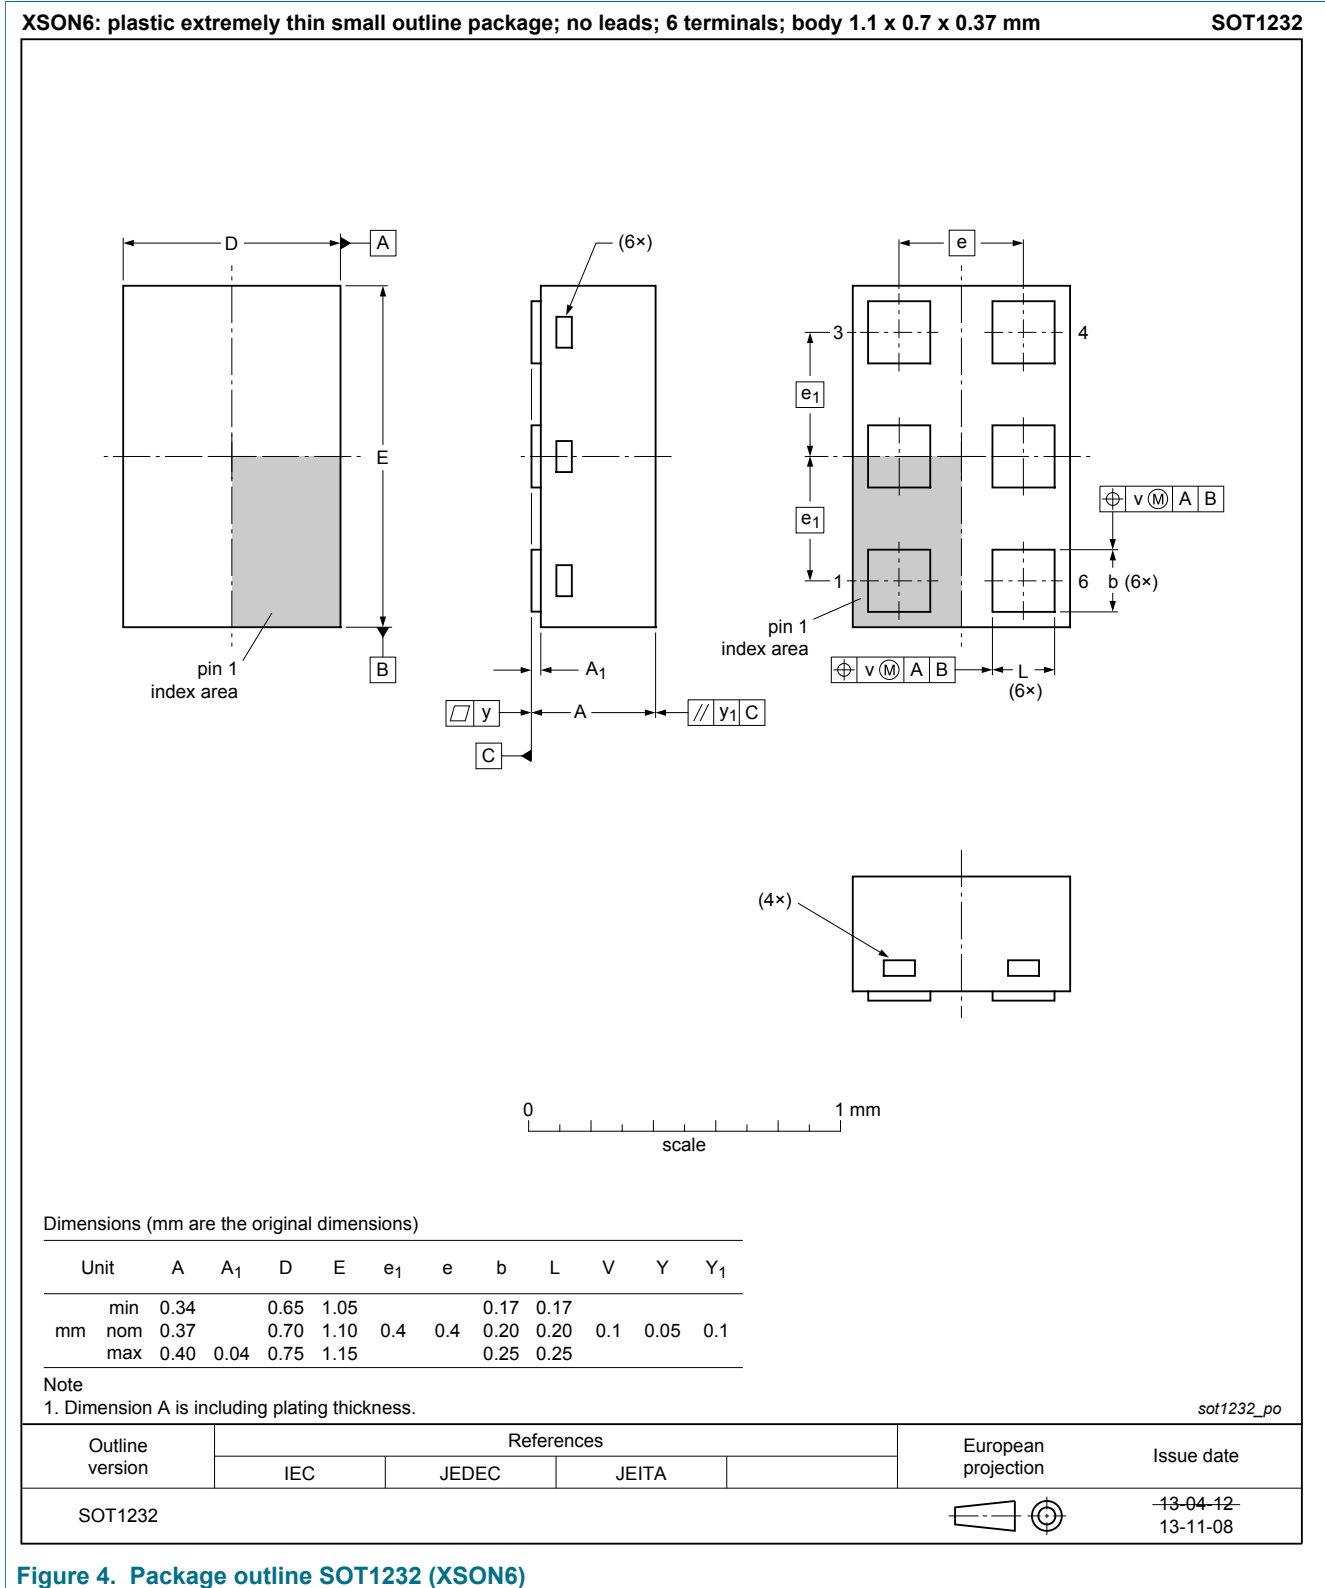 XSON6: plastic extremely thin small outline package; no leads; 6 terminals; body 1.1 x 0.7 x 0.37 mm SOT1232
D A
(6×)
e
3 4
e1
E
e1
v M A B
1 6 b (6×)
pin 1
index area
B
A1
pin 1
index area
v M A B
L
(6×)
y A y1 C
C
(4×)
0 1 mm
scale
Dimensions (mm are the original dimensions)
Unit A A1 D E e1 e b L V Y Y1
min 0.34 0.65 1.05 0.17 0.17
mm nom 0.37 0.70 1.10 0.4 0.4 0.20 0.20 0.1 0.05 0.1
max 0.40 0.04 0.75 1.15 0.25 0.25
Note
1. Dimension A is including plating thickness. sot1232_po
Outline
version
References
IEC JEDEC JEITA
European
projection
Issue date
SOT1232
13-04-12
13-11-08
Figure 4. Package outline SOT1232 (XSON6)